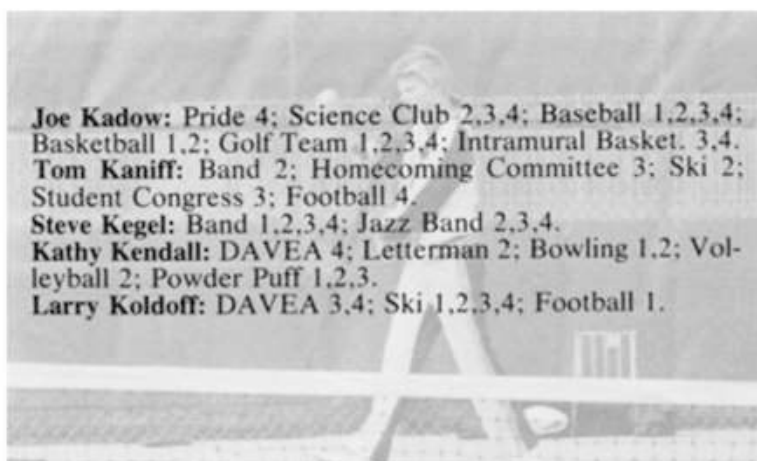 Joe Kadow: Pride 4; Science Club 2,3,4; Baseball 1,2,3,4;
Basketball 1,2; Golf Team 1,2,3,4; Intramural Basket. 3,4.
Tom Kaniff: Band 2; Homecoming Committee 3; Ski 2;
Student Congress 3; Football 4.
Steve Kegel: Band 1,2,3,4; Jazz Band 2,3,4.
Kathy Kendall: DAVEA 4; Letterman 2; Bowling 1,2; Vol-
leyball 2; Powder Puff 1,2,3.
Larry Koldoff: DAVEA 3,4; Ski 1,2,3,4; Football 1.